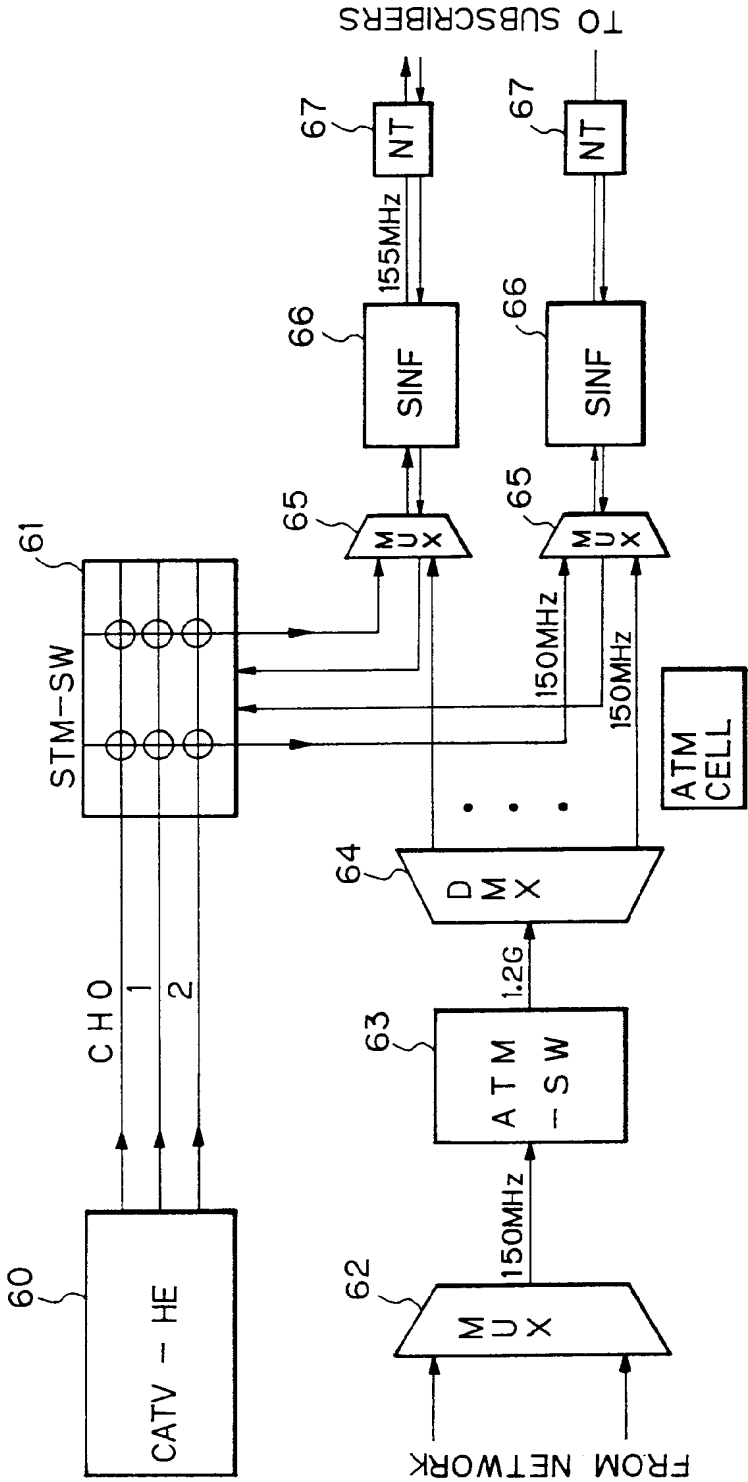 60
CATV-HE
CH0
1
2
STM-SW
61
FROM NETWORK
62
MUX
150MHz
63
ATM
-SW
1.2G
64
DMX
ATM
CELL
150MHz
150MHz
65
MUX
65
MUX
66
SINF
66
SINF
155MHz
67
NT
67
NT
TO SUBSCRIBERS